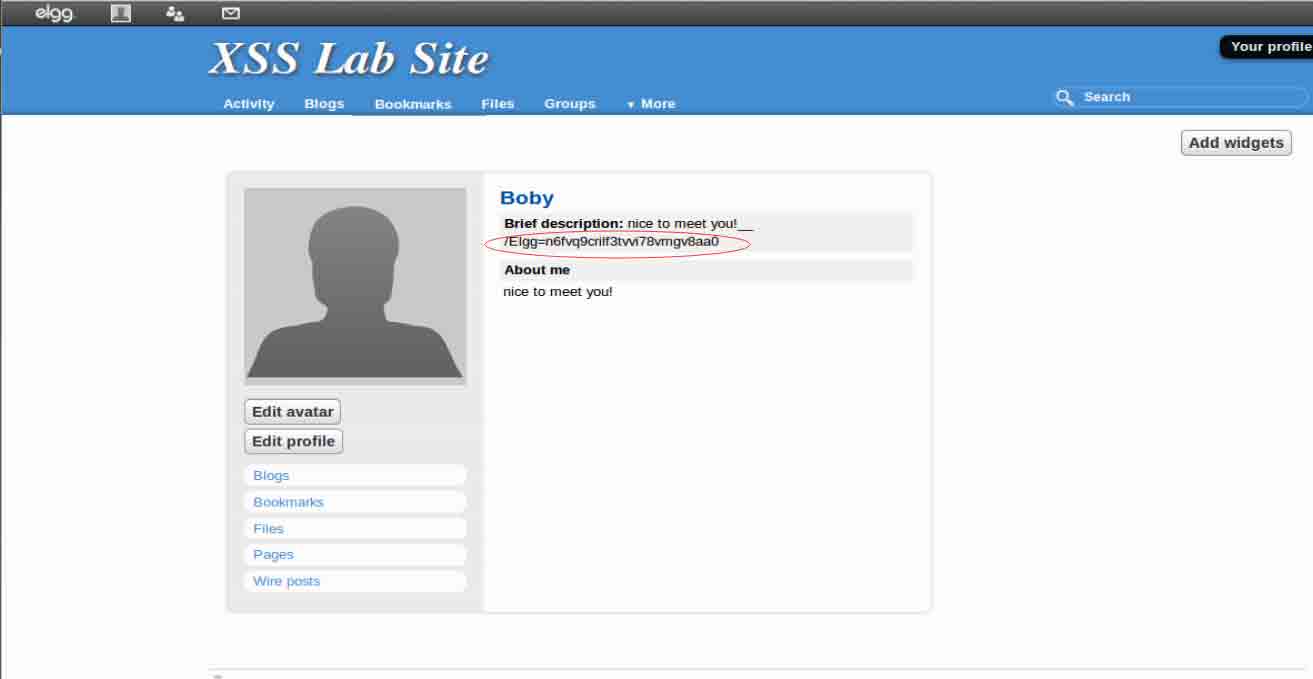 elgg
XSS Lab Site
Your profile
Activity Blogs Bookmarks Files Groups ▼ More
Search
Add widgets
Boby
Brief description: nice to meet you!__
/Elgg=n6fvq9crilf3tvvi78vmgv8aa0
About me
nice to meet you!
Edit avatar
Edit profile
Blogs
Bookmarks
Files
Pages
Wire posts